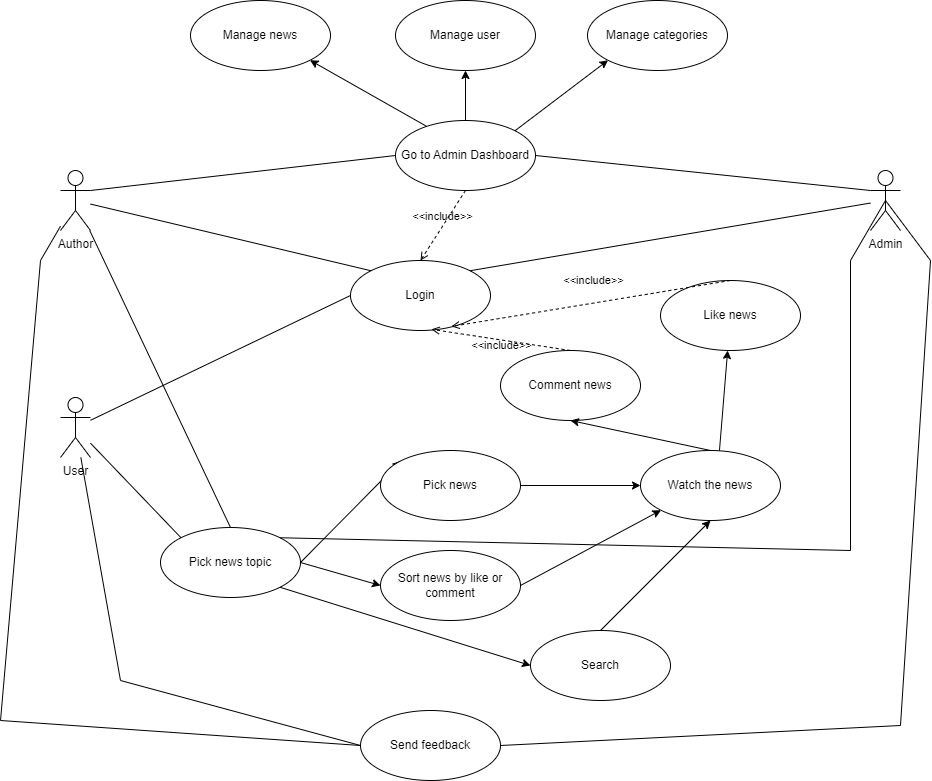 Manage news
Manage user
Manage categories
Go to Admin Dashboard
<<include>>
Author
Admin
<<include>>
Login
Like news
<<include>>
Comment news
User
Pick news
Watch the news
Pick news topic
Sort news by like or
comment
Search
Send feedback